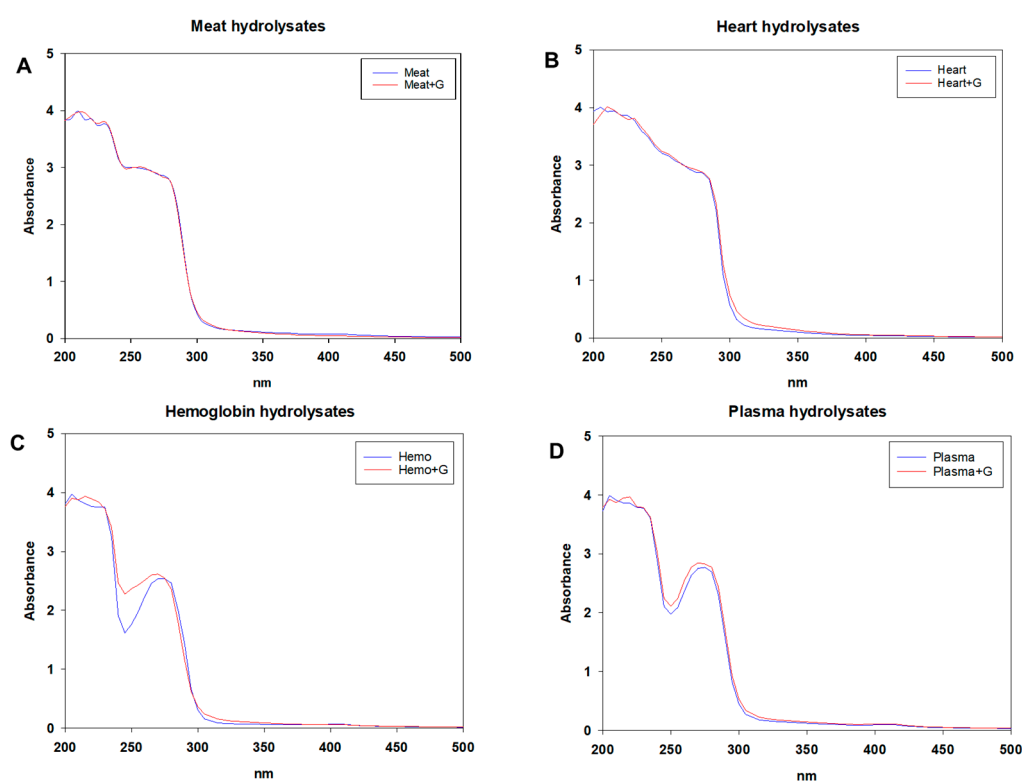 Meat hydrolysates
A
5
4
3
2
1
0
Absorbance
Meat
Meat+G
200 250 300 350 400 450 500
nm
Heart hydrolysates
B
5
4
3
2
1
0
Absorbance
Heart
Heart+G
200 250 300 350 400 450 500
nm
Hemoglobin hydrolysates
C
5
4
3
2
1
0
Absorbance
Hemo
Hemo+G
200 250 300 350 400 450 500
nm
Plasma hydrolysates
D
5
4
3
2
1
0
Absorbance
Plasma
Plasma+G
200 250 300 350 400 450 500
nm